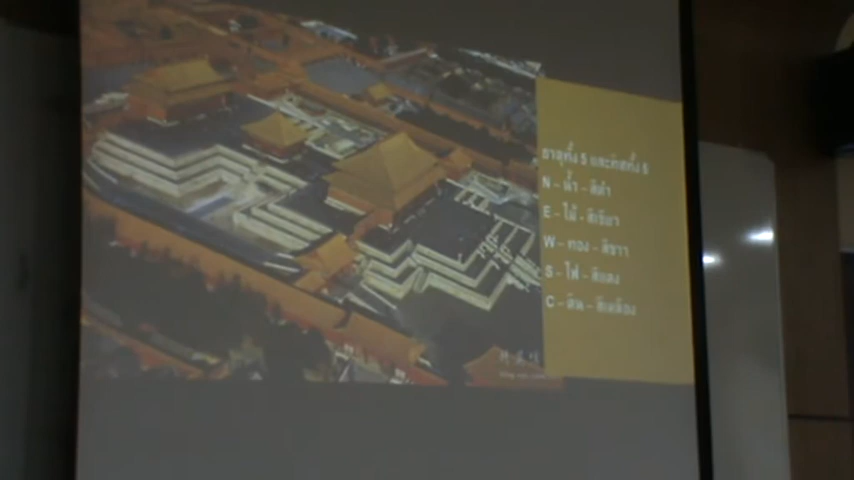 ธาตุทั้ง 5 และทิศทั้ง 5
N - น้ำ - สีดำ
E - ไม้ - สีเขียว
W - ทอง - สีขาว
S - ไฟ - สีแดง
C - ดิน - สีเหลือง